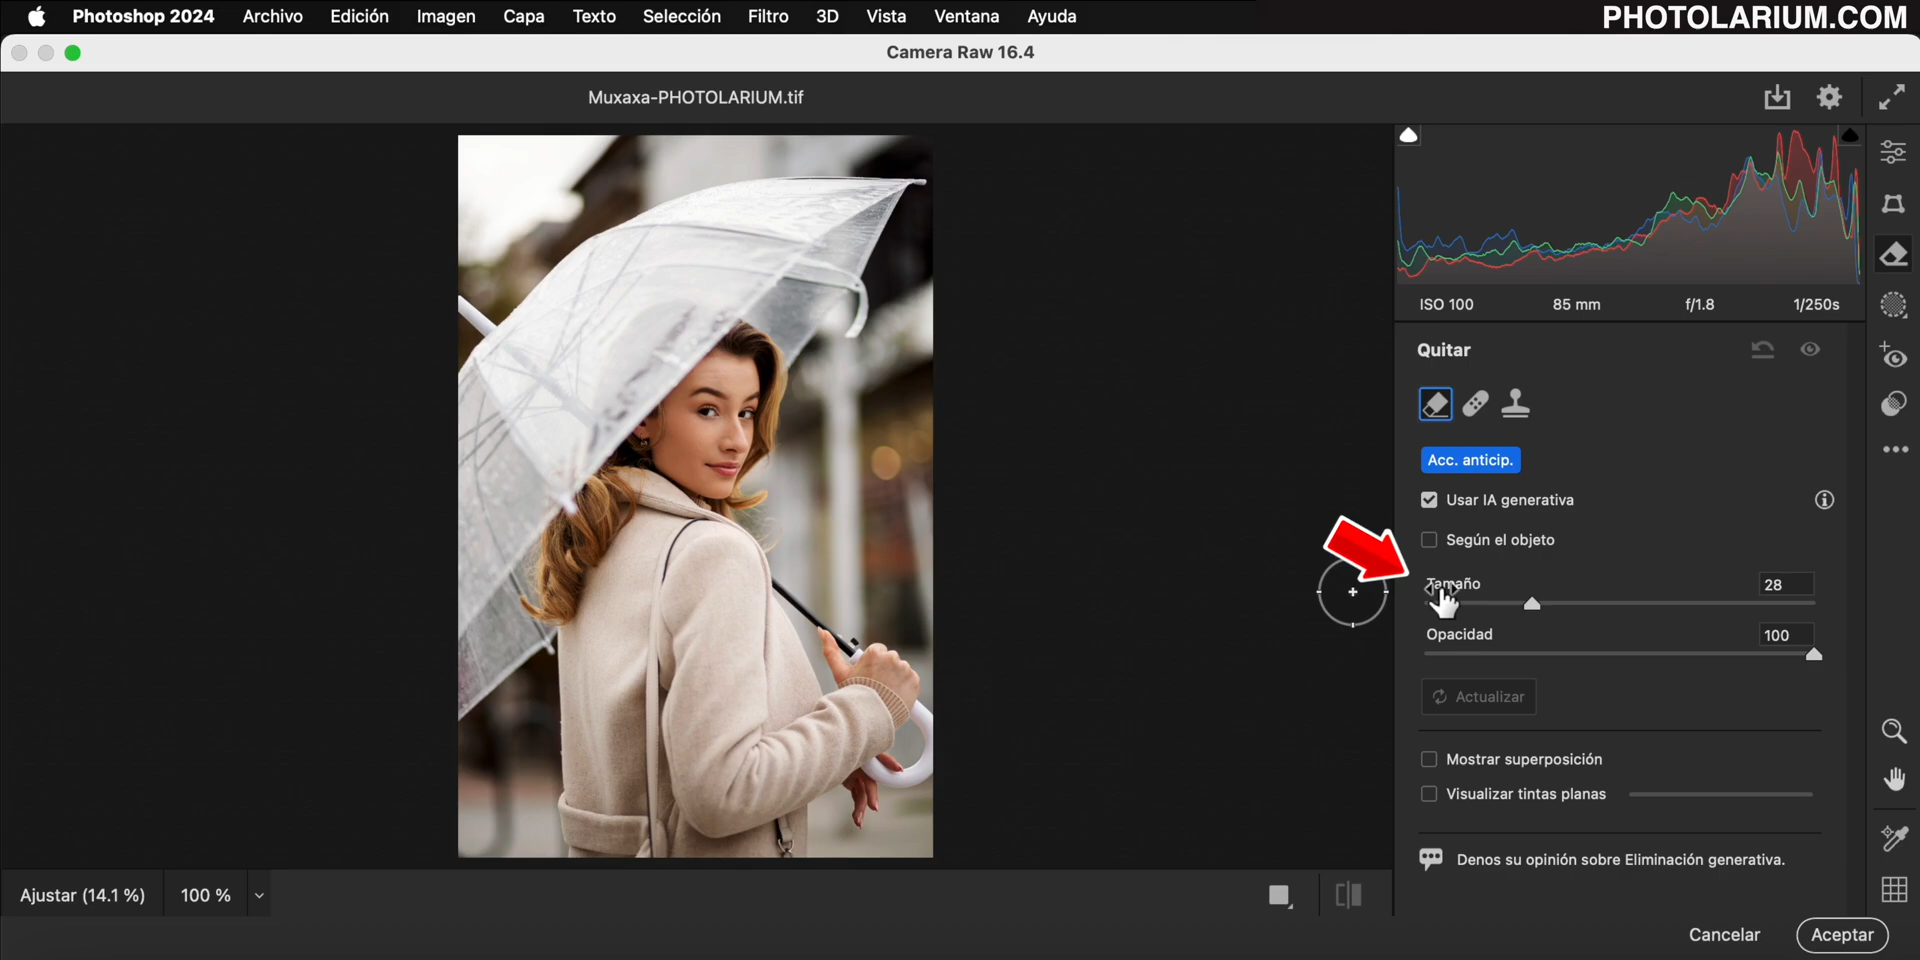 Photoshop 2024 Archivo Edición Imagen Capa Texto Selección Filtro 3D Vista Ventana Ayuda
PHOTOLARIUM.COM
Camera Raw 16.4
Muxaxa-PHOTOLARIUM.tif
ISO 100 85 mm f/1.8 1/250s
Quitar
Acc. anticip.
Usar IA generativa
Según el objeto
Tamaño 28
Opacidad 100
Actualizar
Mostrar superposición
Visualizar tintas planas
Denos su opinión sobre Eliminación generativa.
Ajustar (14.1 %) 100 %
Cancelar Aceptar